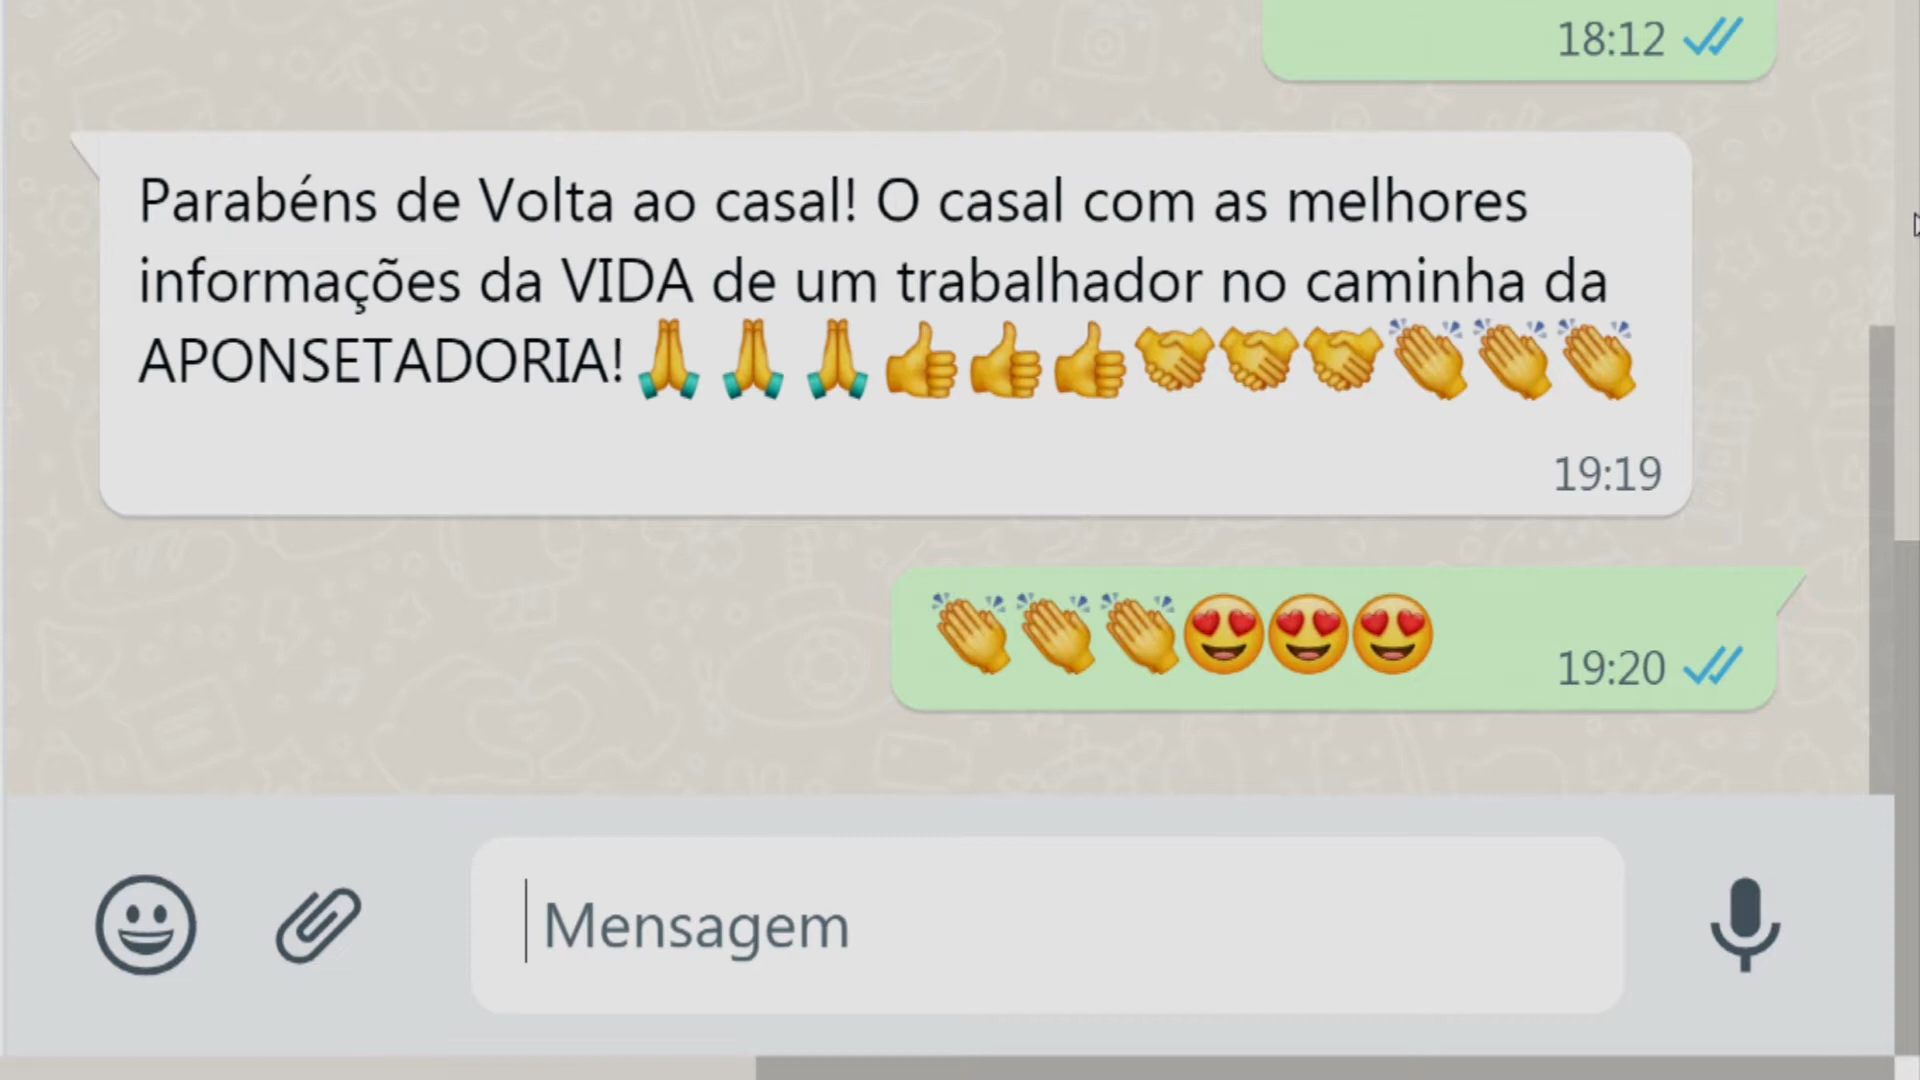 18:12
Parabéns de Volta ao casal! O casal com as melhores
informações da VIDA de um trabalhador no caminha da
APONSETADORIA!🙏🙏🙏👍👍👍🤝🤝🤝👏👏👏
19:19
👏👏👏😍😍😍 19:20
Mensagem